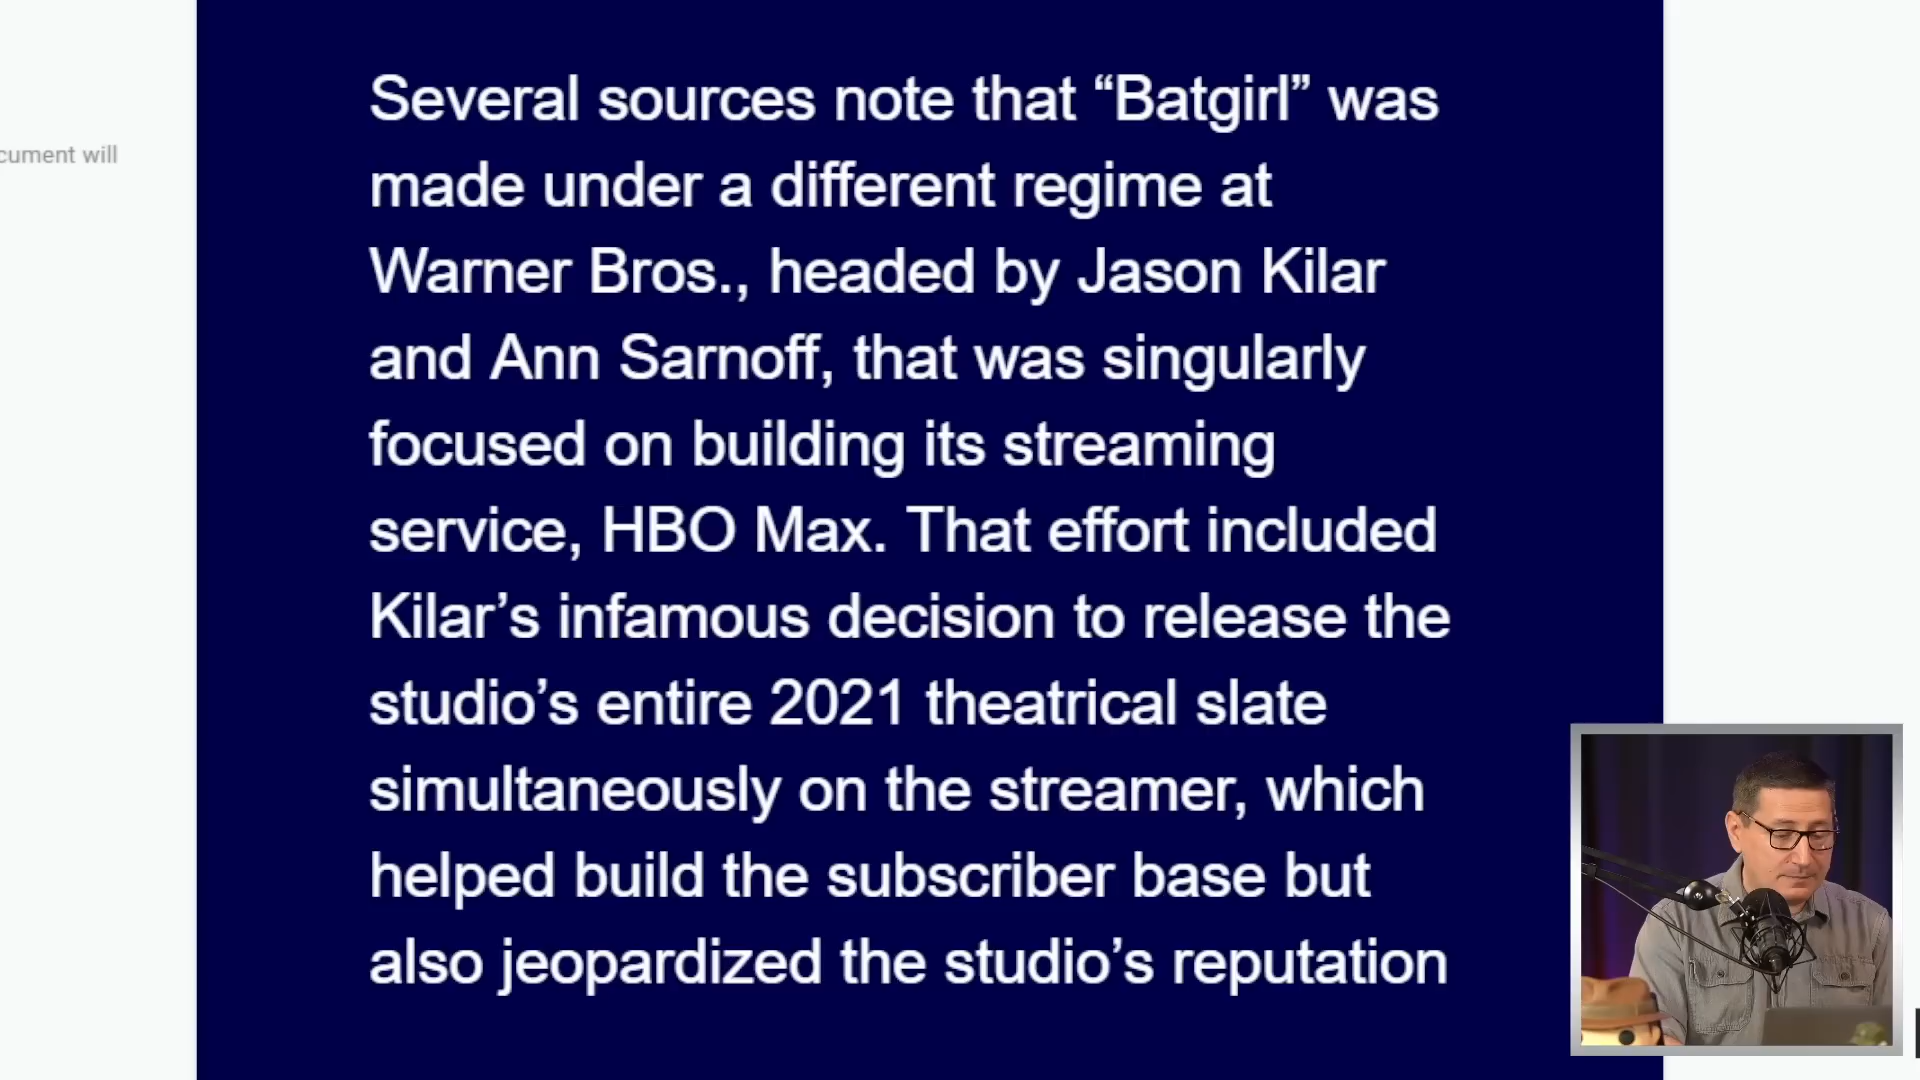 Several sources note that “Batgirl” was
made under a different regime at
Warner Bros., headed by Jason Kilar
and Ann Sarnoff, that was singularly
focused on building its streaming
service, HBO Max. That effort included
Kilar’s infamous decision to release the
studio’s entire 2021 theatrical slate
simultaneously on the streamer, which
helped build the subscriber base but
also jeopardized the studio’s reputation
cument will